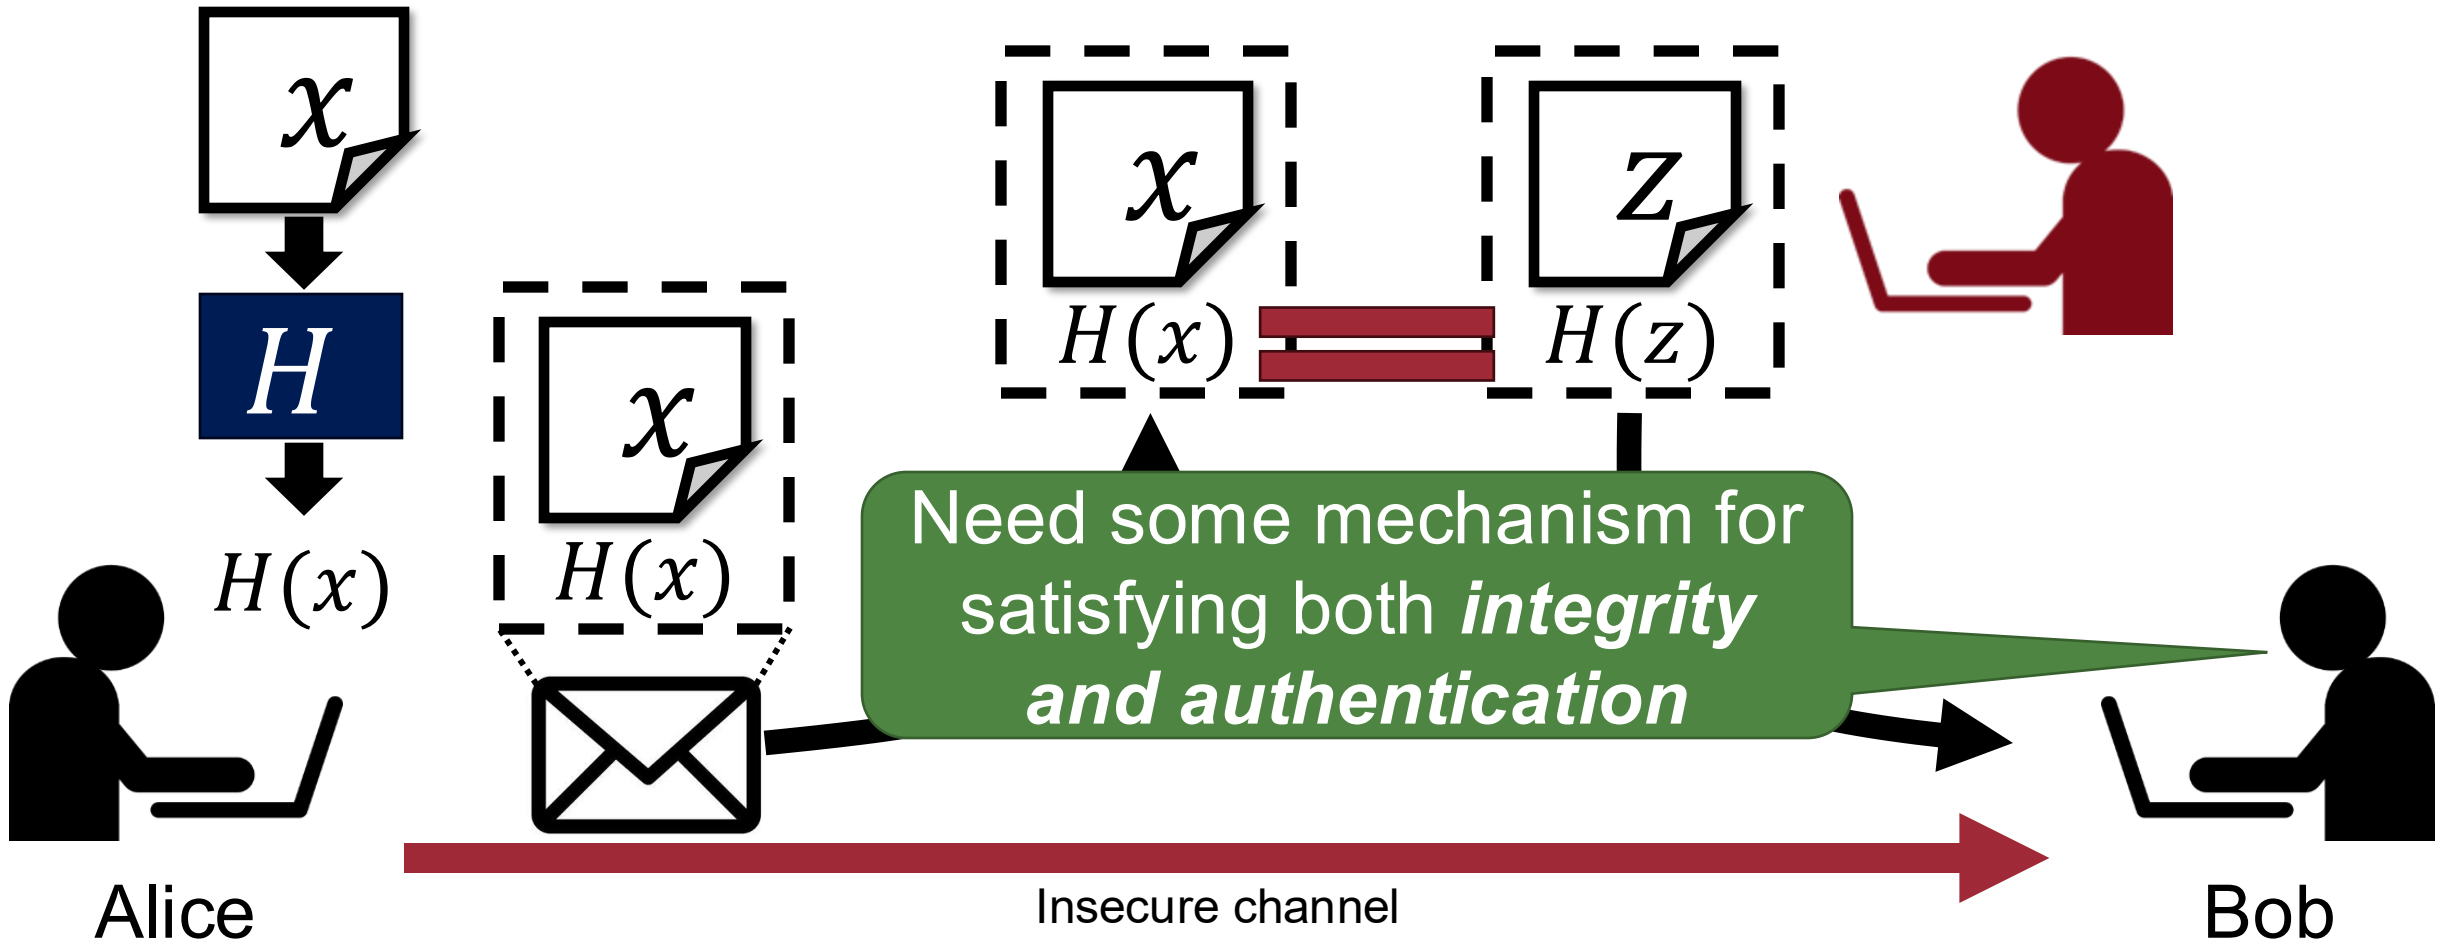 x
H
H(x)
x
H(x)
x
H(x)
z
H(z)
Need some mechanism for
satisfying both integrity
and authentication
Alice
Insecure channel
Bob